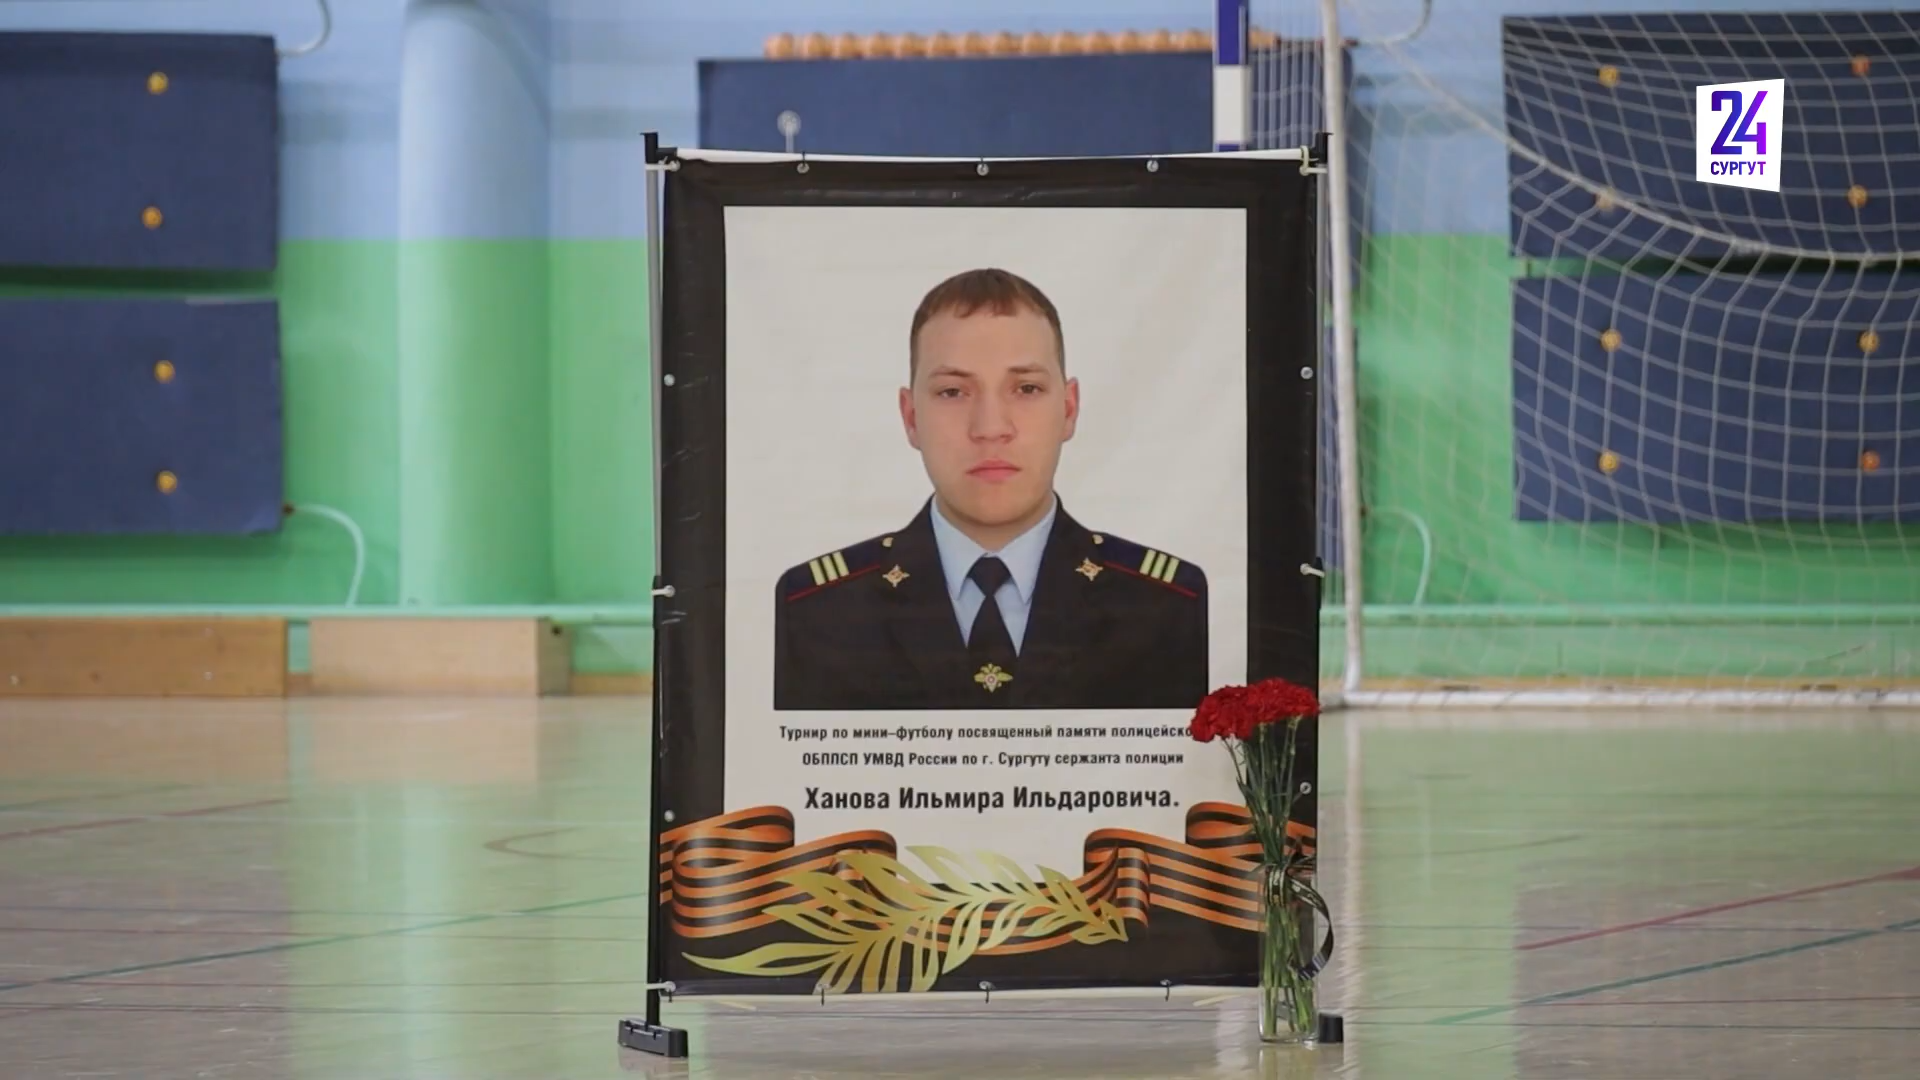 24
СУРГУТ
Турнир по мини–футболу посвященный памяти полицейско
ОБППСП УМВД России по г. Сургуту сержанта полиции
Ханова Ильмира Ильдаровича.